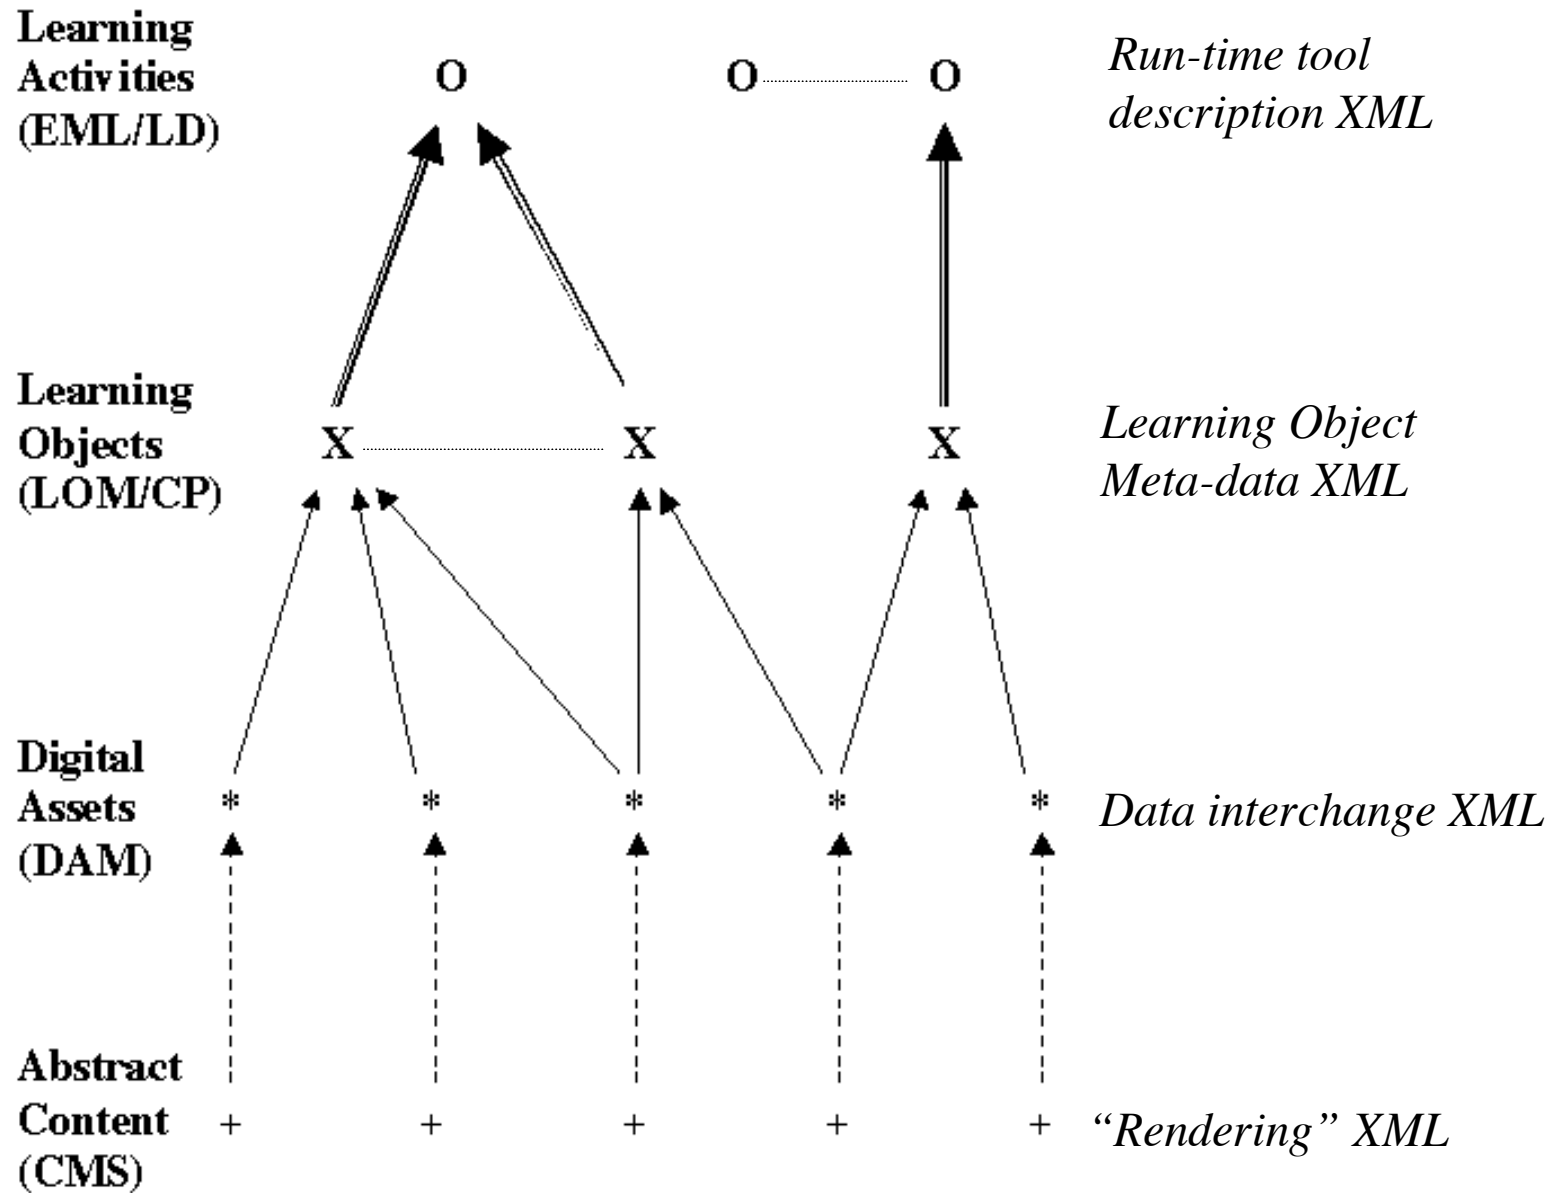 Learning
Activities
(EML/LD)
O O O
Run-time tool
description XML
Learning
Objects
(LOM/CP)
X X X
Learning Object
Meta-data XML
Digital
Assets
(DAM)
* * * * *
Data interchange XML
Abstract
Content
(CMS)
+ + + + +
“Rendering” XML